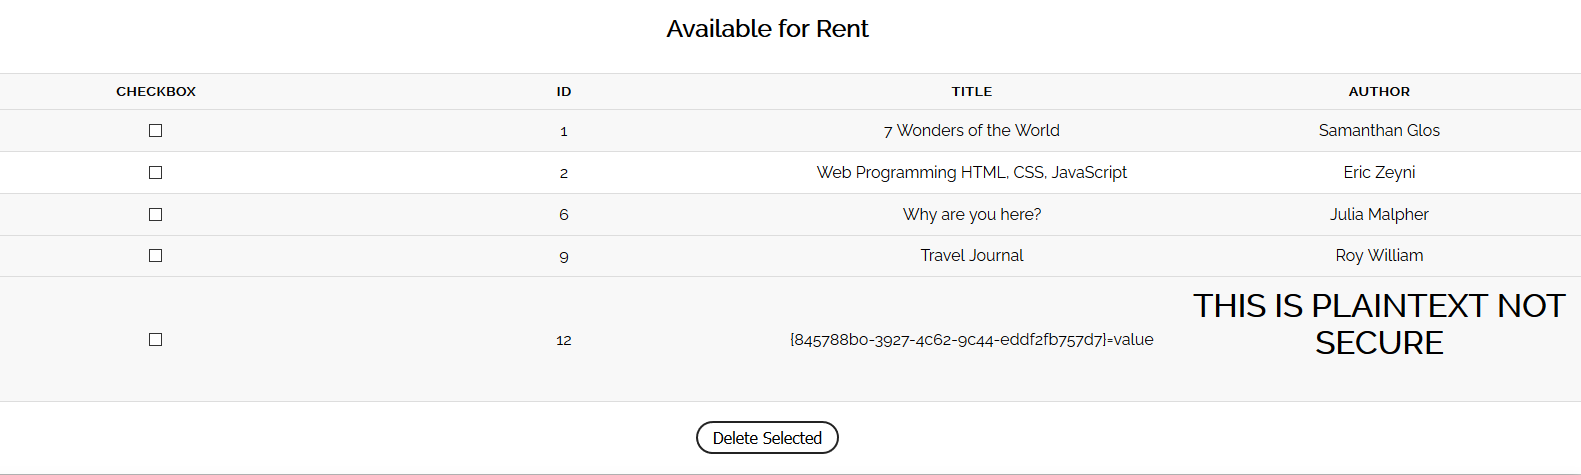 Available for Rent
CHECKBOX ID TITLE AUTHOR
1 7 Wonders of the World Samanthan Glos
2 Web Programming HTML, CSS, JavaScript Eric Zeyni
6 Why are you here? Julia Malpher
9 Travel Journal Roy William
12 {845788b0-3927-4c62-9c44-eddf2fb757d7}=value THIS IS PLAINTEXT NOT
SECURE
Delete Selected